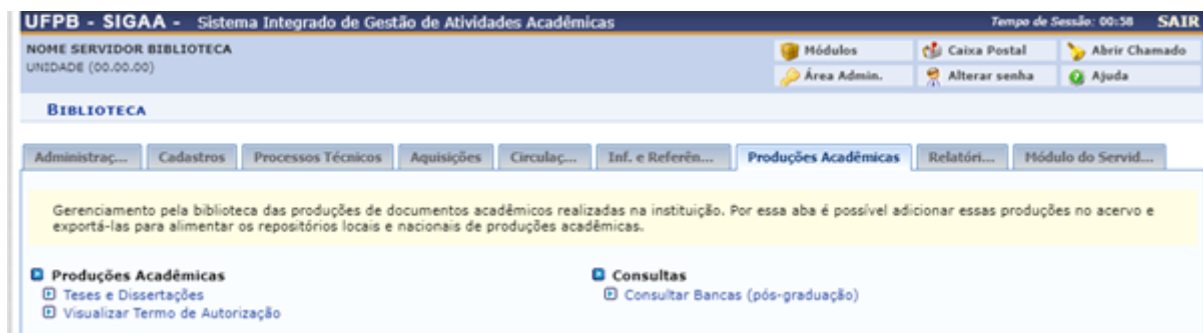 UFPB - SIGAA - Sistema Integrado de Gestão de Atividades Acadêmicas Tempo de Sessão: 00:58 SAIR
NOME SERVIDOR BIBLIOTECA
UNIDADE (00.00.00)
Módulos Caixa Postal Abrir Chamado
Área Admin. Alterar senha Ajuda
BIBLIOTECA
Administraç... Cadastros Processos Técnicos Aquisições Circulaç... Inf. e Referên... Produções Acadêmicas Relatóri... Módulo do Servid...
Gerenciamento pela biblioteca das produções de documentos acadêmicos realizadas na instituição. Por essa aba é possível adicionar essas produções no acervo e
exportá-las para alimentar os repositórios locais e nacionais de produções acadêmicas.
Produções Acadêmicas
Teses e Dissertações
Visualizar Termo de Autorização
Consultas
Consultar Bancas (pós-graduação)